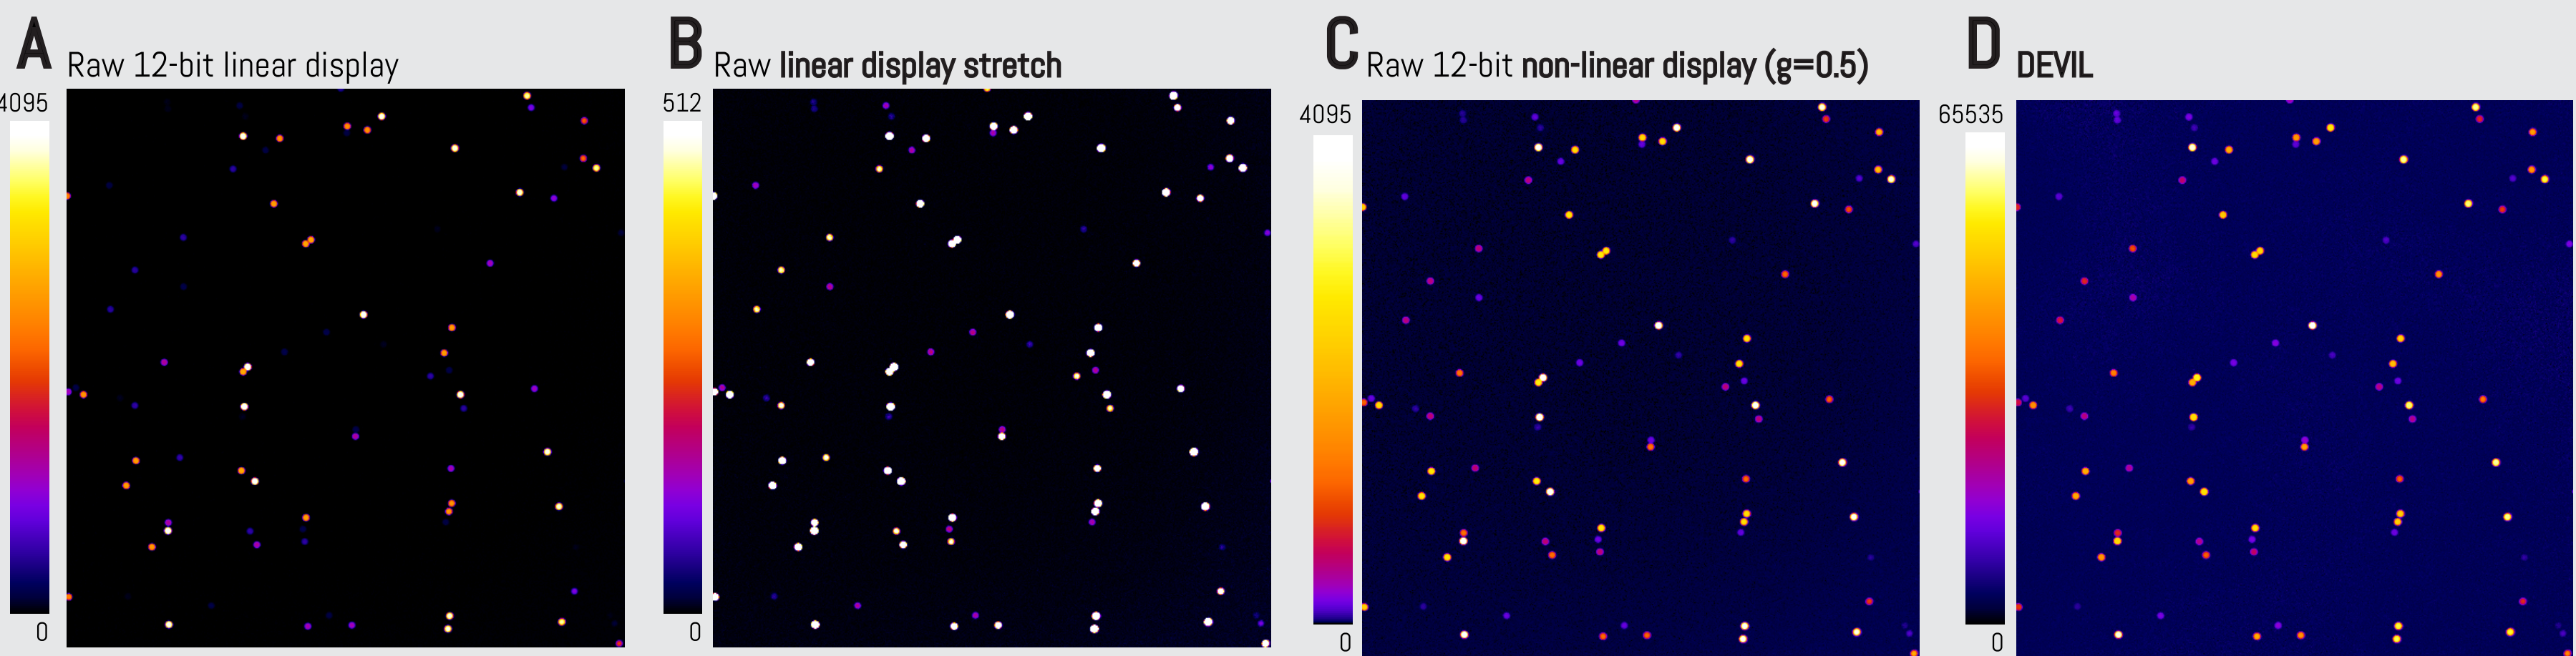 A Raw 12-bit linear display
4095
0
B Raw linear display stretch
512
0
C Raw 12-bit non-linear display (g=0.5)
4095
0
D DEVIL
65535
0